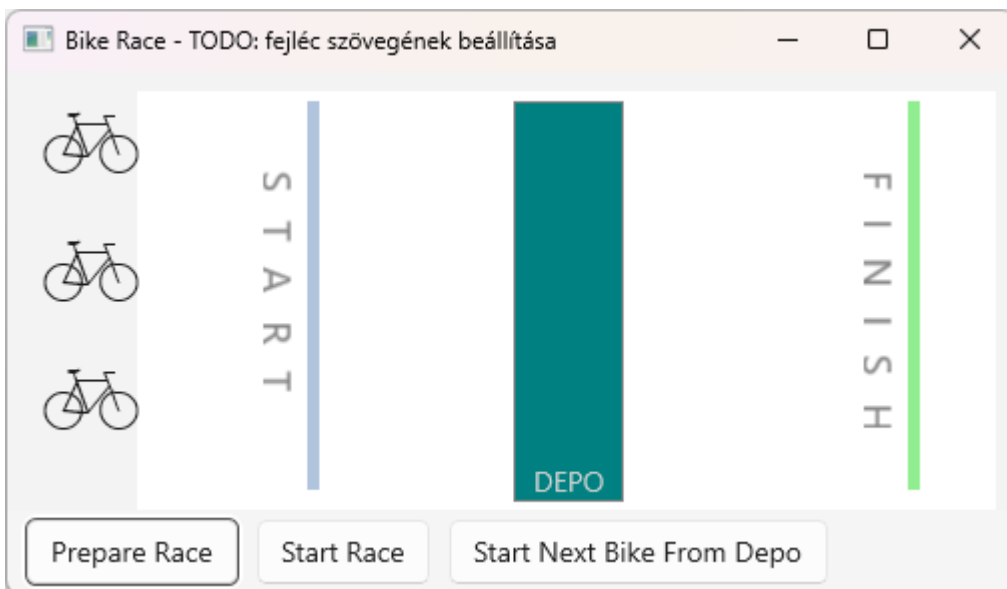 Bike Race - TODO: fejléc szövegének beállítása
START
FINISH
DEPO
Prepare Race
Start Race
Start Next Bike From Depo